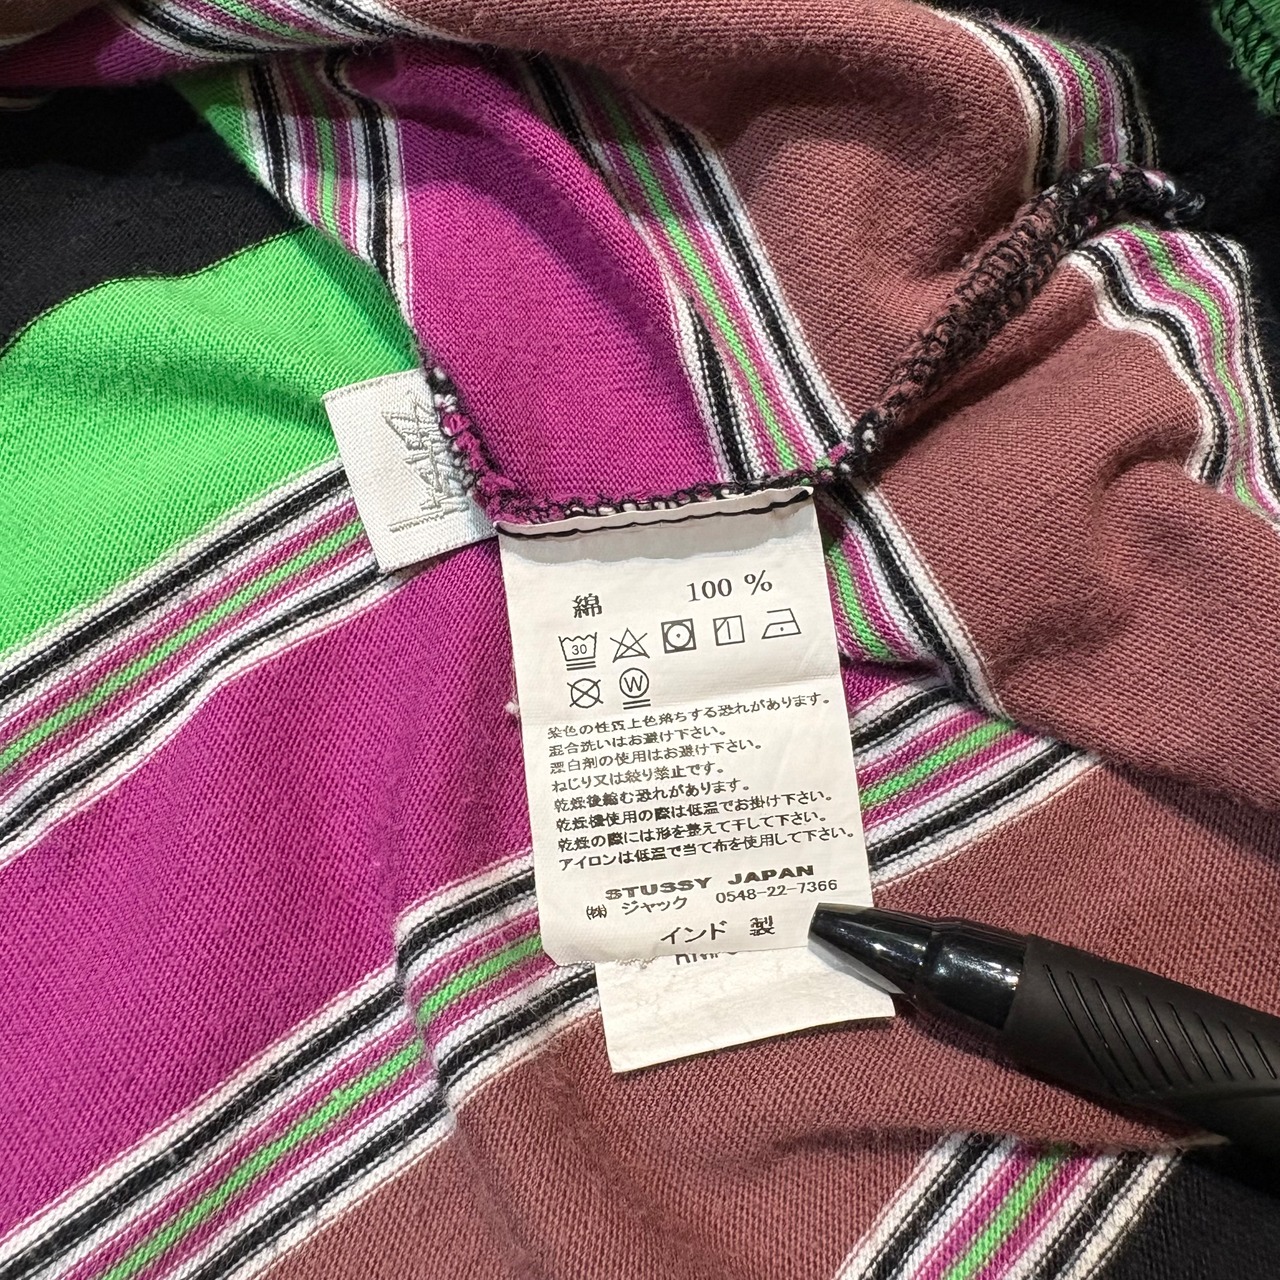 綿 100 %
30
W
染色の性質上色落ちする恐れがあります。
混合洗いはお避け下さい。
漂白剤の使用はお避け下さい。
ねじり又は絞り禁止です。
乾燥後縮む恐れがあります。
乾燥機使用の際は低温でお掛け下さい。
乾燥の際には形を整えて干して下さい。
アイロンは低温で当て布を使用して下さい。
STUSSY JAPAN
㈱ ジャック 0548-22-7366
インド 製